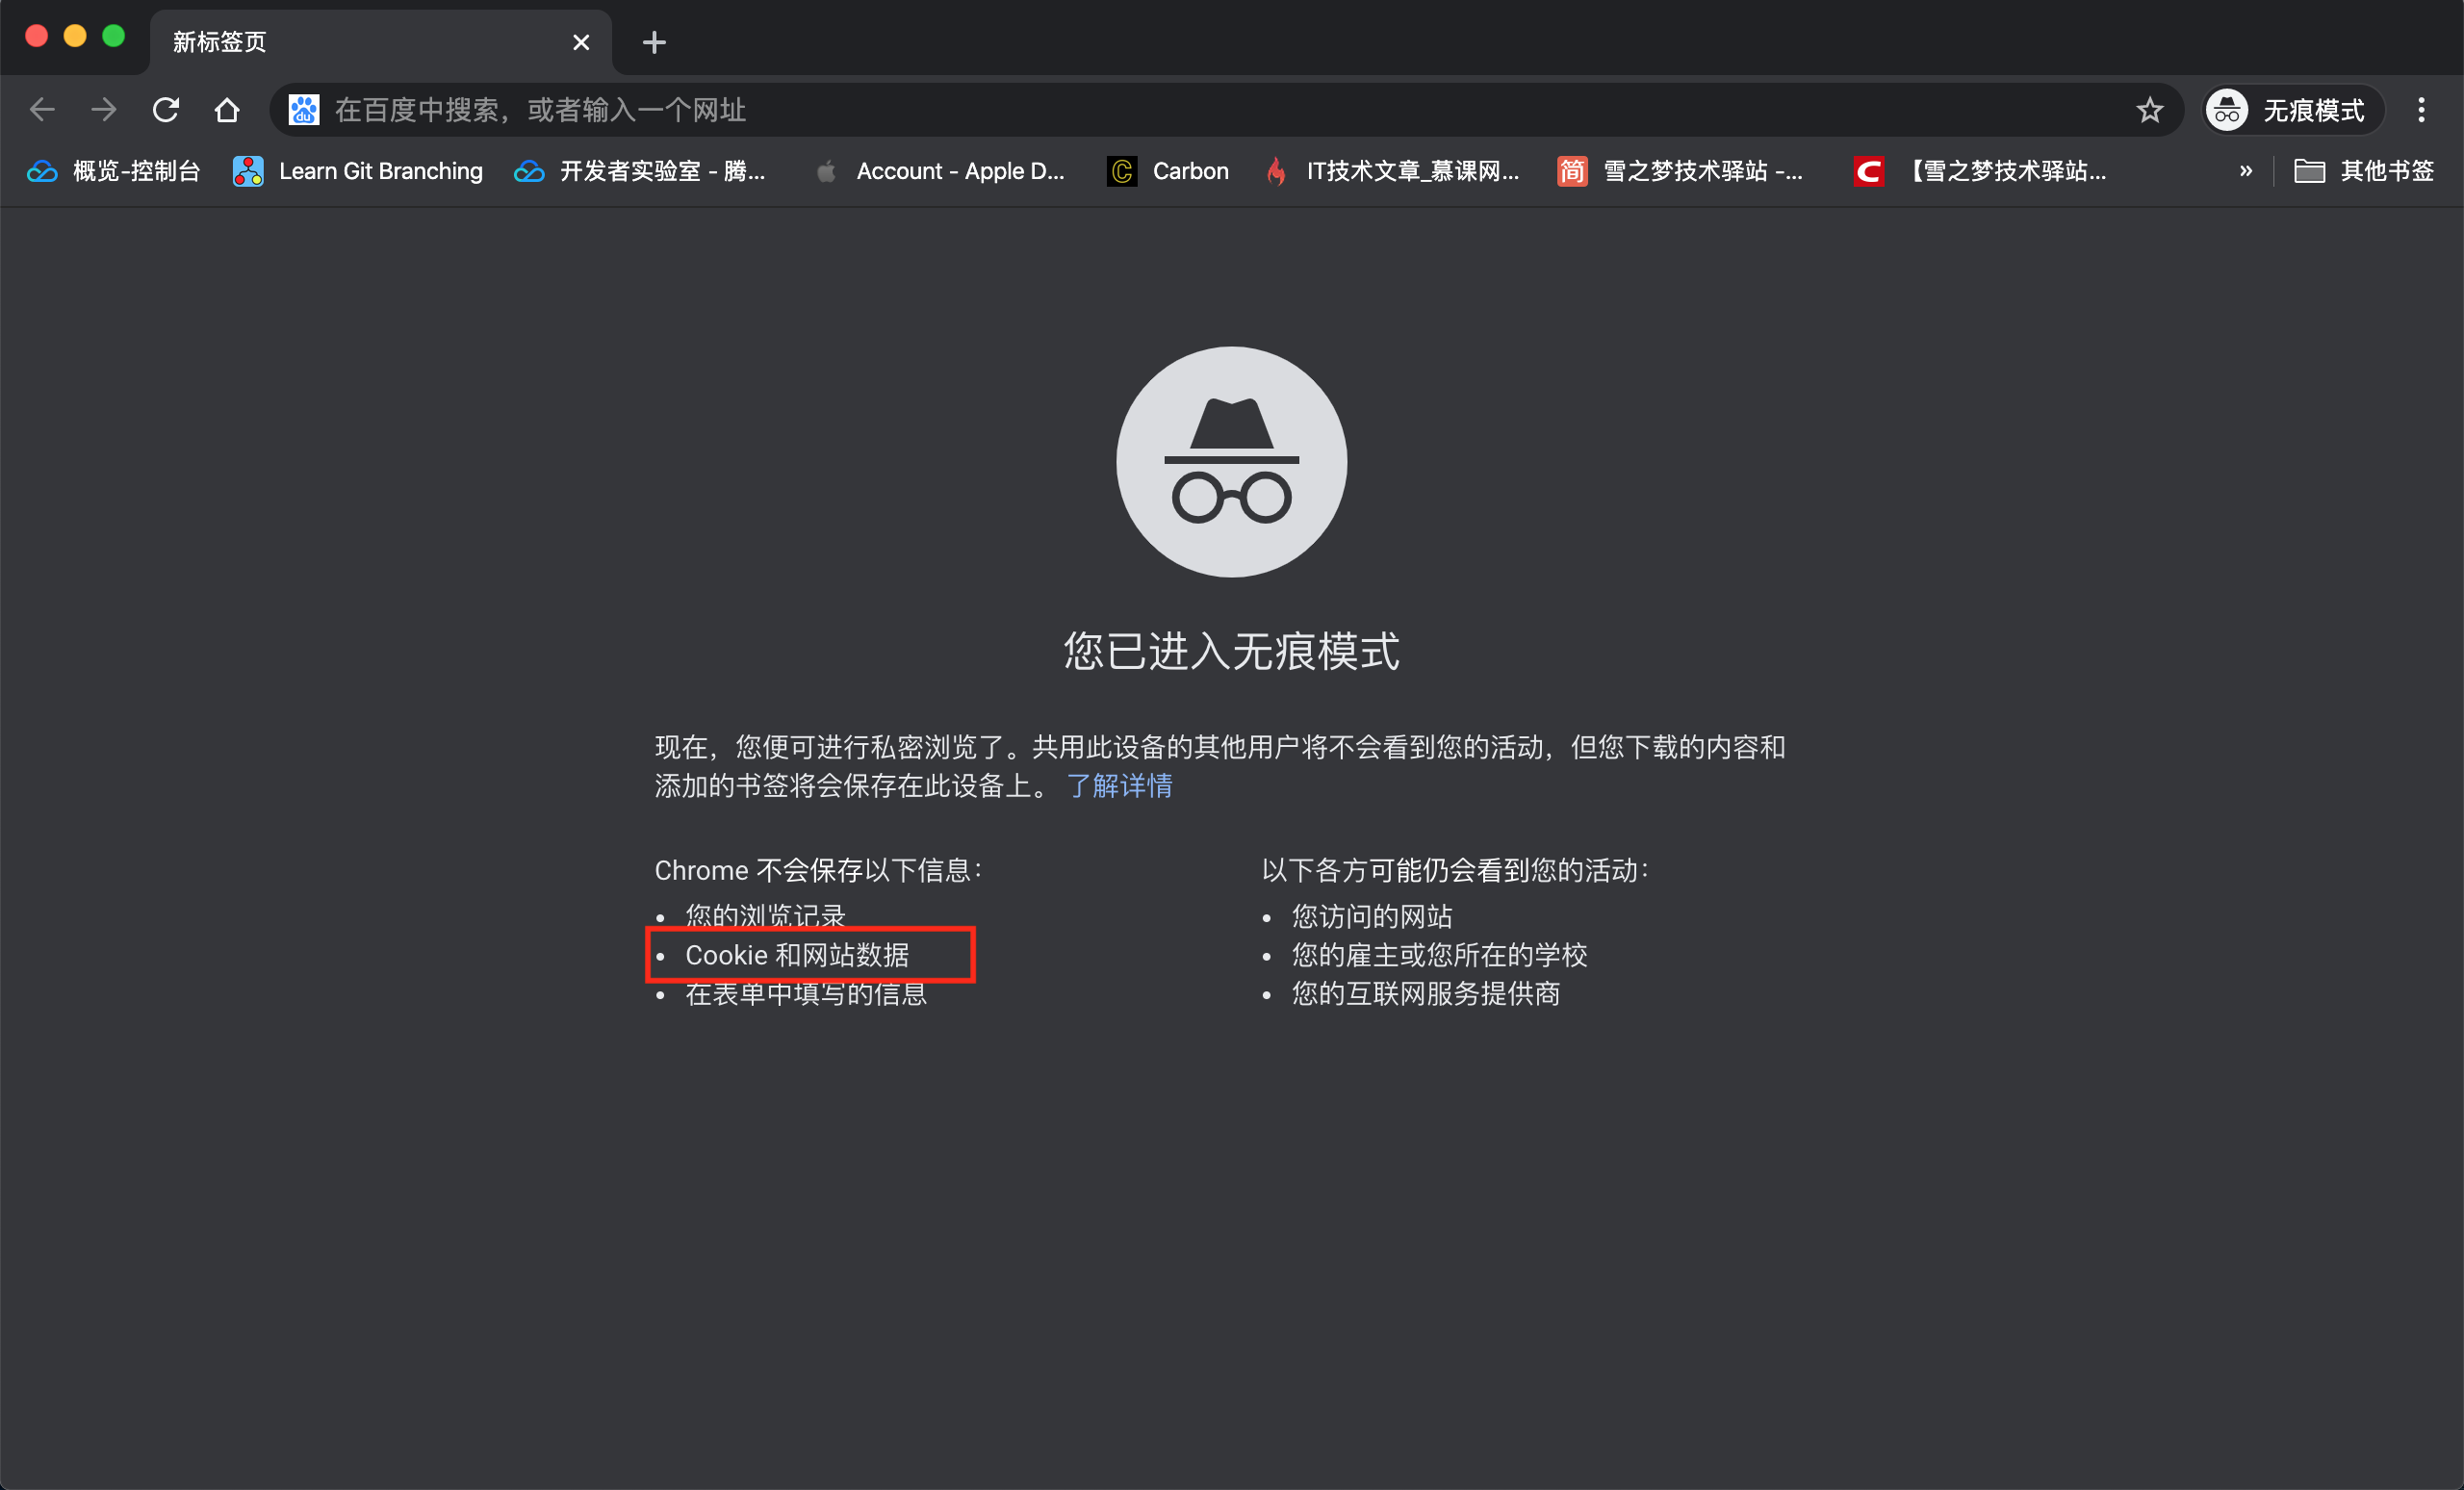 新标签页
在百度中搜索，或者输入一个网址
无痕模式
概览-控制台
Learn Git Branching
开发者实验室 - 腾...
Account - Apple D...
Carbon
IT技术文章_慕课网...
简
雪之梦技术驿站 -...
【雪之梦技术驿站...
»
其他书签
您已进入无痕模式
现在，您便可进行私密浏览了。共用此设备的其他用户将不会看到您的活动，但您下载的内容和
添加的书签将会保存在此设备上。 了解详情
Chrome 不会保存以下信息：
• 您的浏览记录
• Cookie 和网站数据
• 在表单中填写的信息
以下各方可能仍会看到您的活动：
• 您访问的网站
• 您的雇主或您所在的学校
• 您的互联网服务提供商